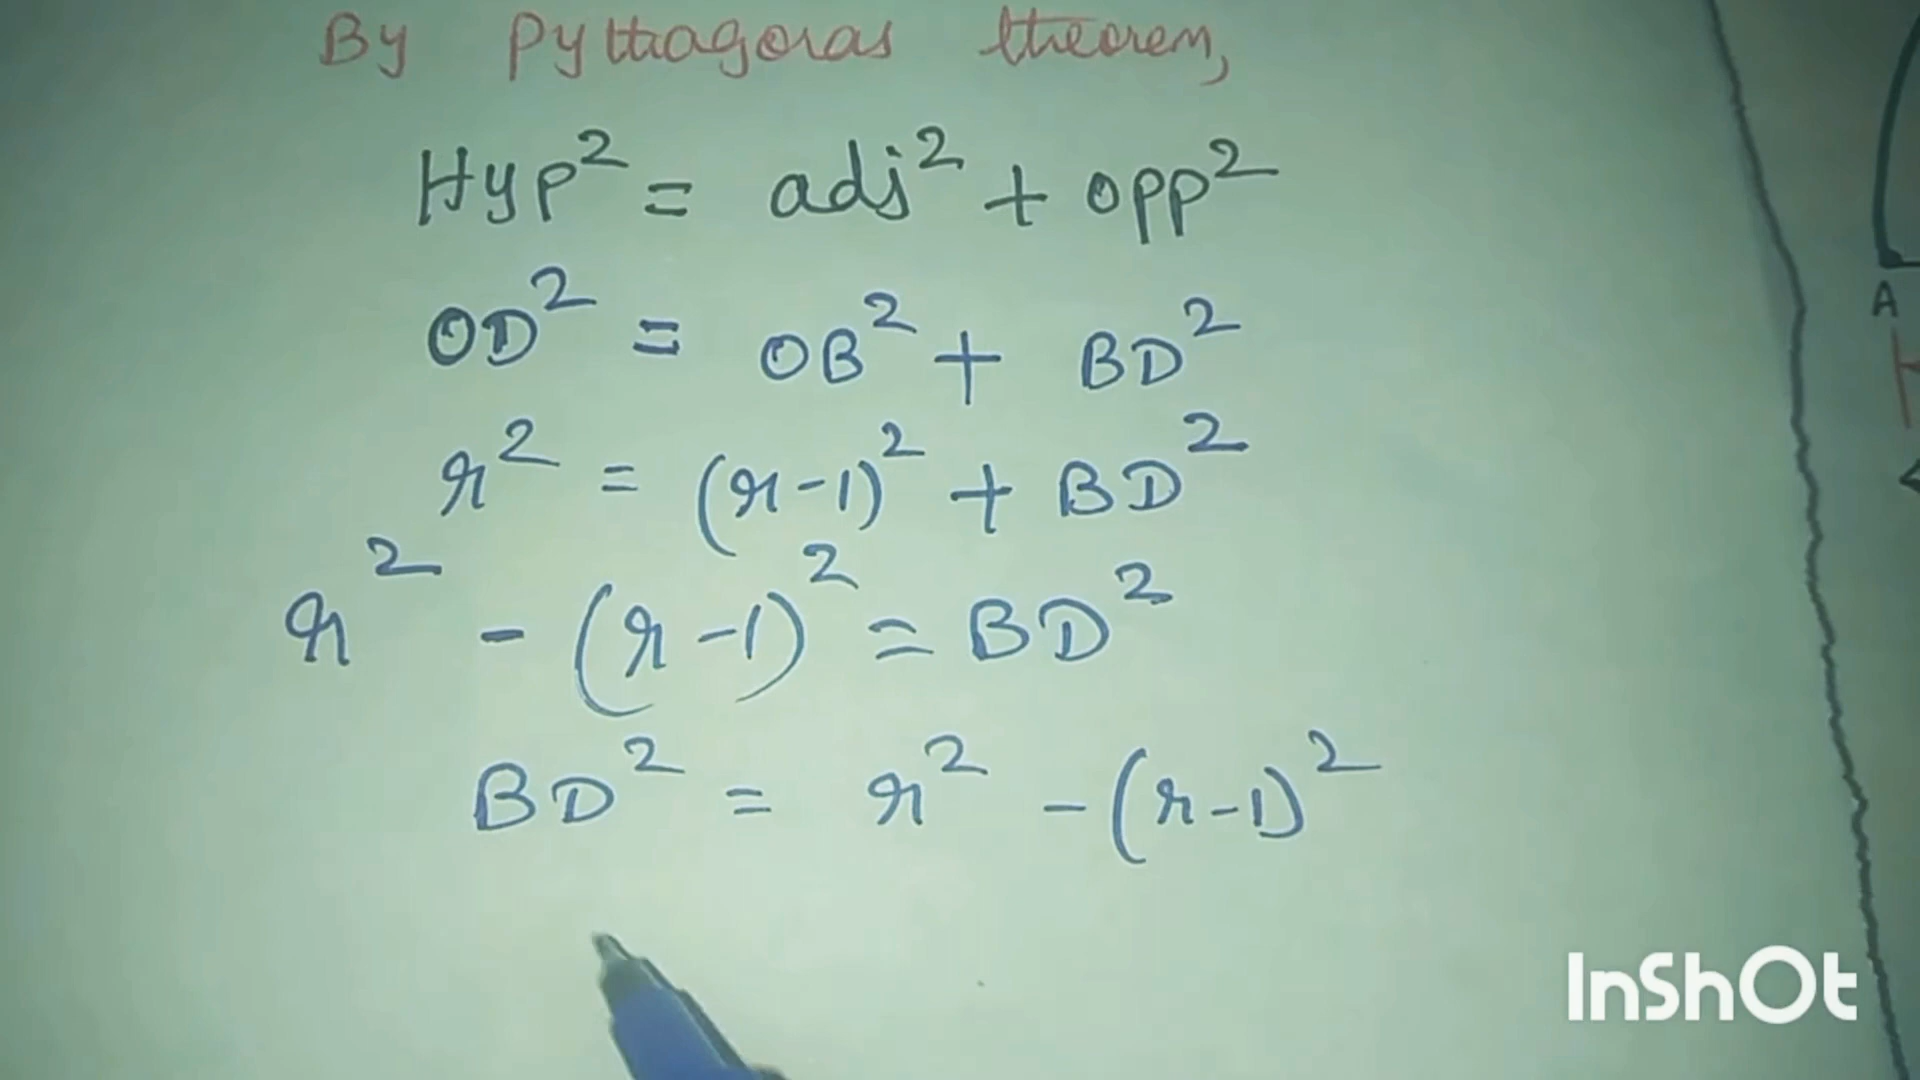 By Pythagoras theorem,
Hyp² = adj² + opp²
OD² = OB² + BD²
r² = (r-1)² + BD²
r² - (r-1)² = BD²
BD² = r² - (r-1)²
A
InShOt